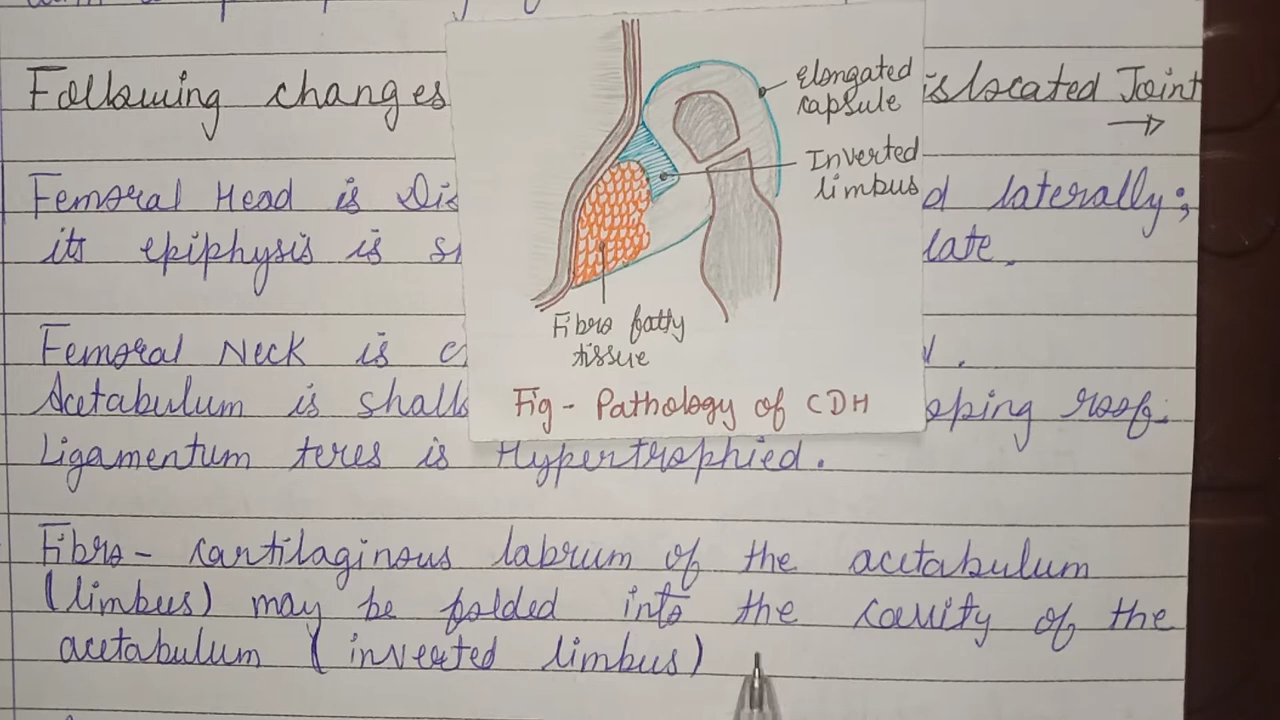 Following changes
islocated Joint
→
Femoral Head is Dis
d laterally;
its epiphysis is s
late.
Femoral Neck is
Acetabulum is shall
oping roof.
Ligamentum teres is Hypertrophied.
Fibro - cartilaginous labrum of the acetabulum
(limbus) may be folded into the cavity of the
acetabulum (inverted limbus)
Elongated
capsule
Inverted
limbus
Fibro fatty
tissue
Fig - Pathology of CDH